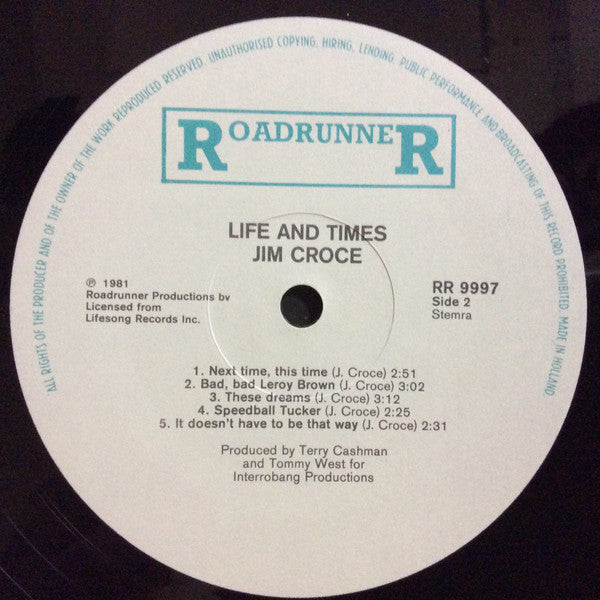 ALL RIGHTS OF THE PRODUCER AND OF THE OWNER OF THE WORK REPRODUCED RESERVED. UNAUTHORISED COPYING, HIRING, LENDING, PUBLIC PERFORMANCE AND BROADCASTING OF THIS RECORD PROHIBITED. MADE IN HOLLAND
ROADRUNNER
LIFE AND TIMES
JIM CROCE
℗ 1981
Roadrunner Productions bv
Licensed from
Lifesong Records Inc.
RR 9997
Side 2
Stemra
1. Next time, this time (J. Croce) 2:51
2. Bad, bad Leroy Brown (J. Croce) 3:02
3. These dreams (J. Croce) 3:12
4. Speedball Tucker (J. Croce) 2:25
5. It doesn't have to be that way (J. Croce) 2:31
Produced by Terry Cashman
and Tommy West for
Interrobang Productions